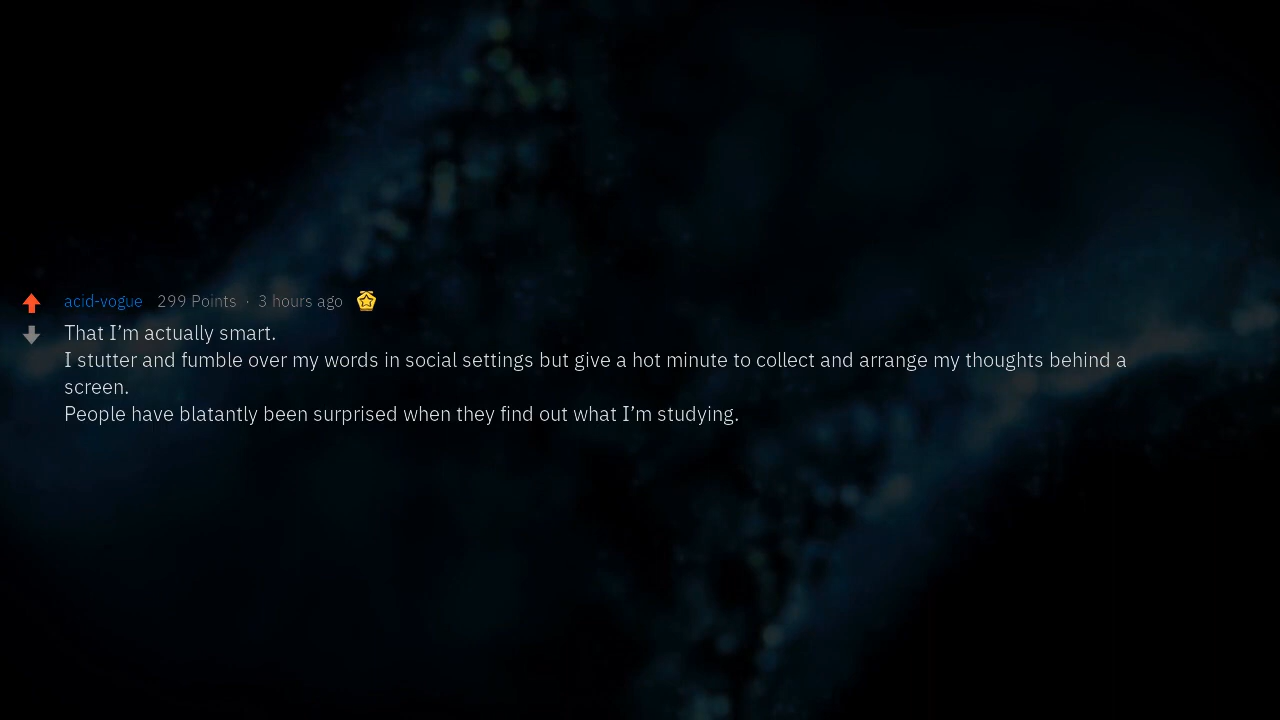 acid-vogue 299 Points · 3 hours ago
That I’m actually smart.
I stutter and fumble over my words in social settings but give a hot minute to collect and arrange my thoughts behind a
screen.
People have blatantly been surprised when they find out what I’m studying.